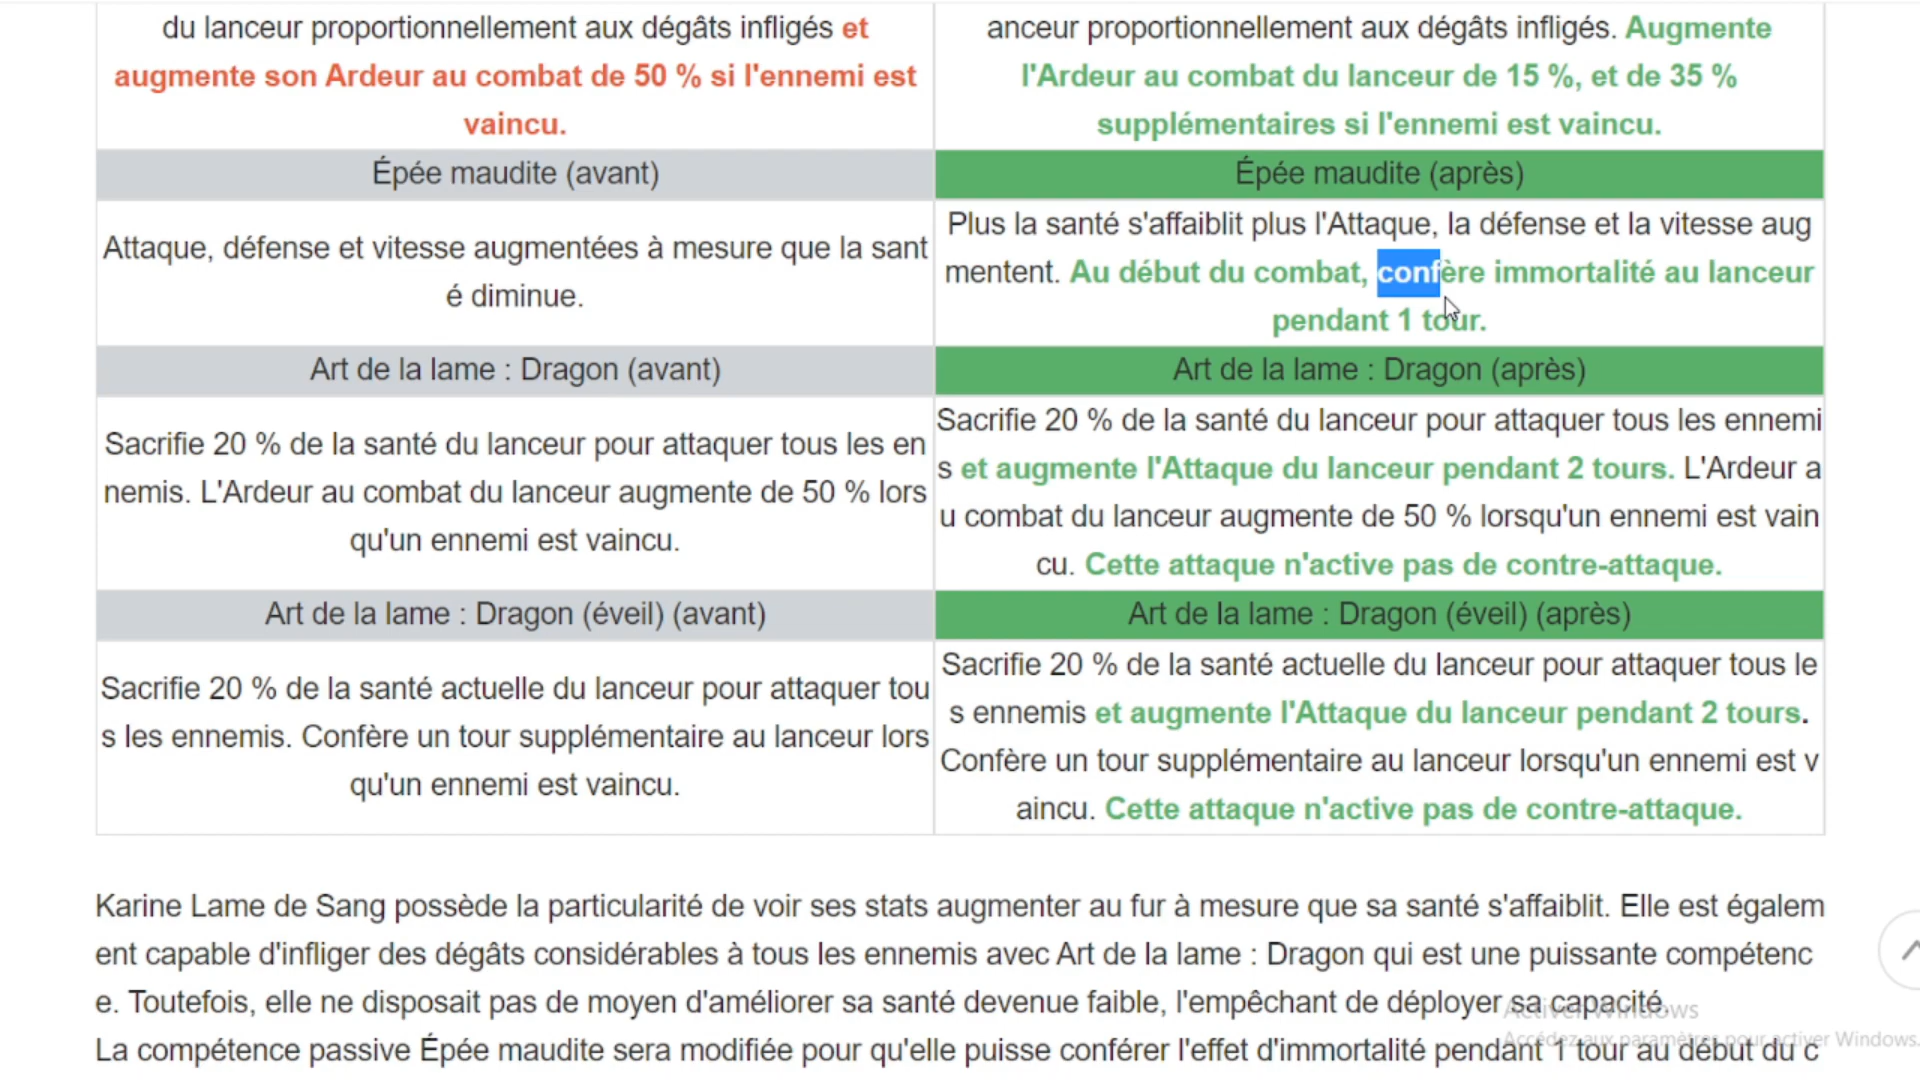 du lanceur proportionnellement aux dégâts infligés et
augmente son Ardeur au combat de 50 % si l'ennemi est
vaincu.
anceur proportionnellement aux dégâts infligés. Augmente
l'Ardeur au combat du lanceur de 15 %, et de 35 %
supplémentaires si l'ennemi est vaincu.
Épée maudite (avant)
Épée maudite (après)
Attaque, défense et vitesse augmentées à mesure que la sant
é diminue.
Plus la santé s'affaiblit plus l'Attaque, la défense et la vitesse aug
mentent. Au début du combat, confère immortalité au lanceur
pendant 1 tour.
Art de la lame : Dragon (avant)
Art de la lame : Dragon (après)
Sacrifie 20 % de la santé du lanceur pour attaquer tous les en
nemis. L'Ardeur au combat du lanceur augmente de 50 % lors
qu'un ennemi est vaincu.
Sacrifie 20 % de la santé du lanceur pour attaquer tous les ennemi
s et augmente l'Attaque du lanceur pendant 2 tours. L'Ardeur a
u combat du lanceur augmente de 50 % lorsqu'un ennemi est vain
cu. Cette attaque n'active pas de contre-attaque.
Art de la lame : Dragon (éveil) (avant)
Art de la lame : Dragon (éveil) (après)
Sacrifie 20 % de la santé actuelle du lanceur pour attaquer tou
s les ennemis. Confère un tour supplémentaire au lanceur lors
qu'un ennemi est vaincu.
Sacrifie 20 % de la santé actuelle du lanceur pour attaquer tous le
s ennemis et augmente l'Attaque du lanceur pendant 2 tours.
Confère un tour supplémentaire au lanceur lorsqu'un ennemi est v
aincu. Cette attaque n'active pas de contre-attaque.
Karine Lame de Sang possède la particularité de voir ses stats augmenter au fur à mesure que sa santé s'affaiblit. Elle est égalem
ent capable d'infliger des dégâts considérables à tous les ennemis avec Art de la lame : Dragon qui est une puissante compétenc
e. Toutefois, elle ne disposait pas de moyen d'améliorer sa santé devenue faible, l'empêchant de déployer sa capacité.
La compétence passive Épée maudite sera modifiée pour qu'elle puisse conférer l'effet d'immortalité pendant 1 tour au début du c
Activer Windows
Accédez aux paramètres pour activer Windows.